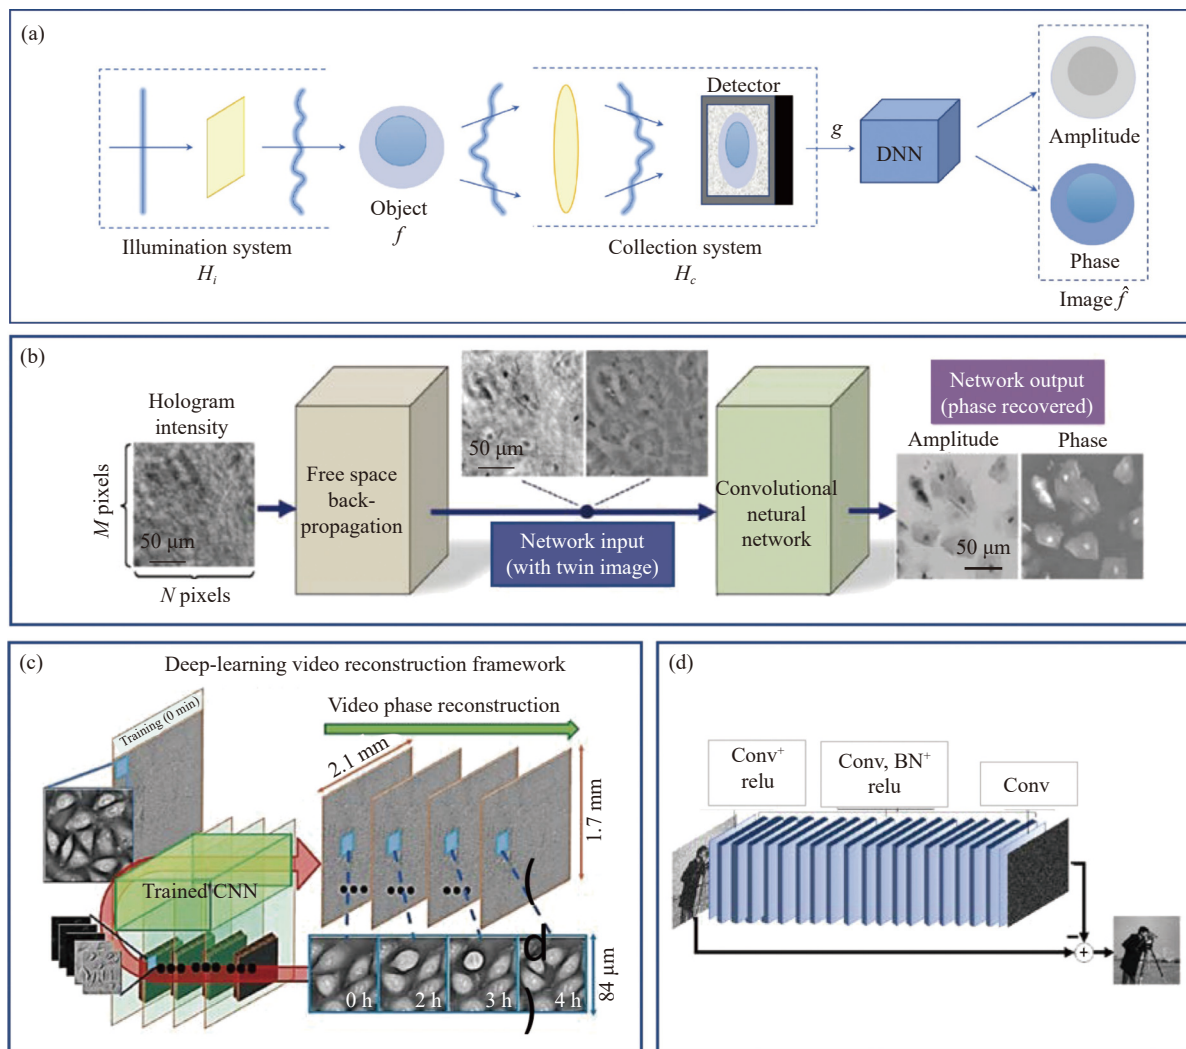 (a)
Detector
g
DNN
Amplitude
Object
f
Illumination system
H_i
Collection system
H_c
Phase
Image f̂
(b)
Hologram
intensity
M pixels
50 μm
N pixels
Free space
back-
propagation
50 μm
Network input
(with twin image)
Convolutional
netural
network
Network output
(phase recovered)
Amplitude
Phase
50 μm
(c)
Deep-learning video reconstruction framework
Training (0 min)
Video phase reconstruction
2.1 mm
1.7 mm
Trained CNN
0 h
2 h
3 h
4 h
84 μm
(d)
(d)
Conv+
relu
Conv, BN+
relu
Conv
−
+